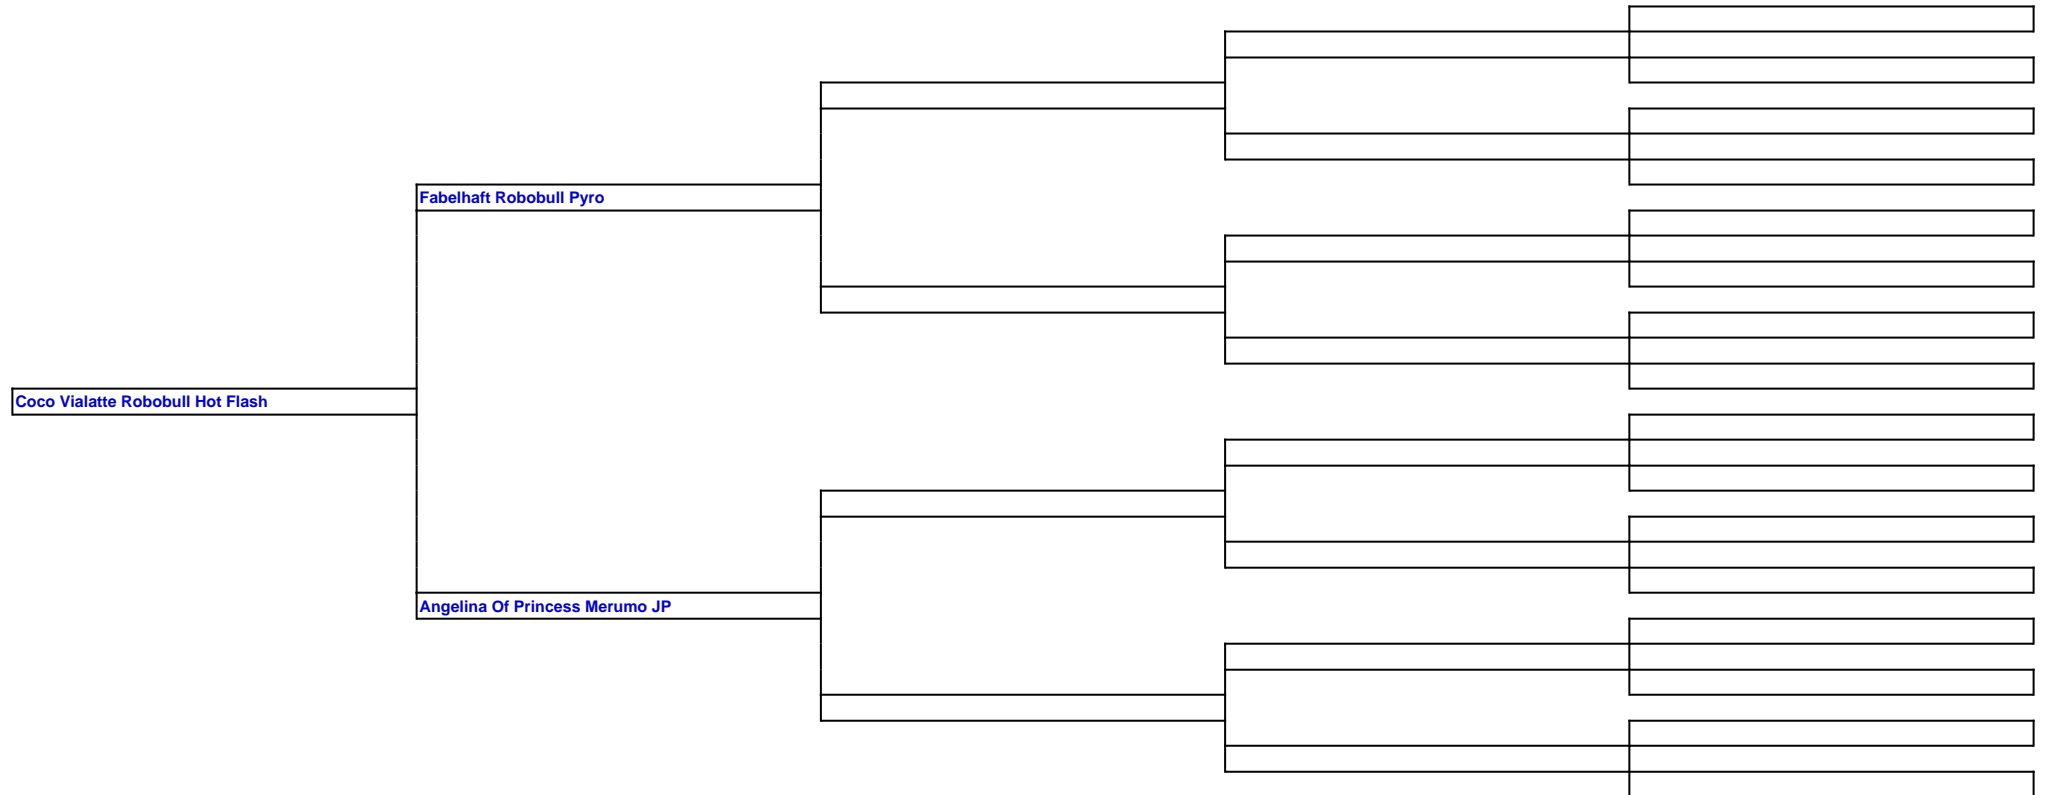 Fabelhaft Robobull Pyro
Coco Vialatte Robobull Hot Flash
Angelina Of Princess Merumo JP